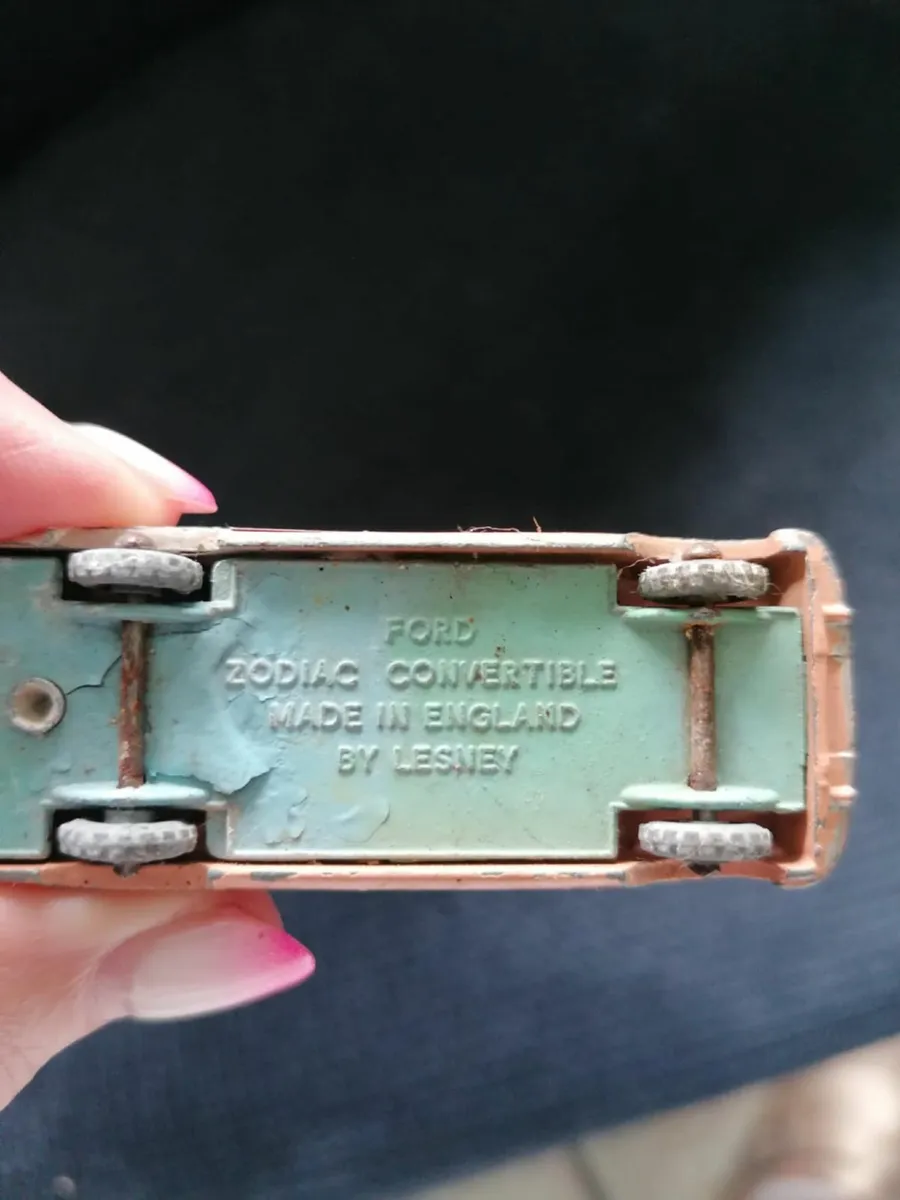 FORD
ZODIAC CONVERTIBLE
MADE IN ENGLAND
BY LESNEY